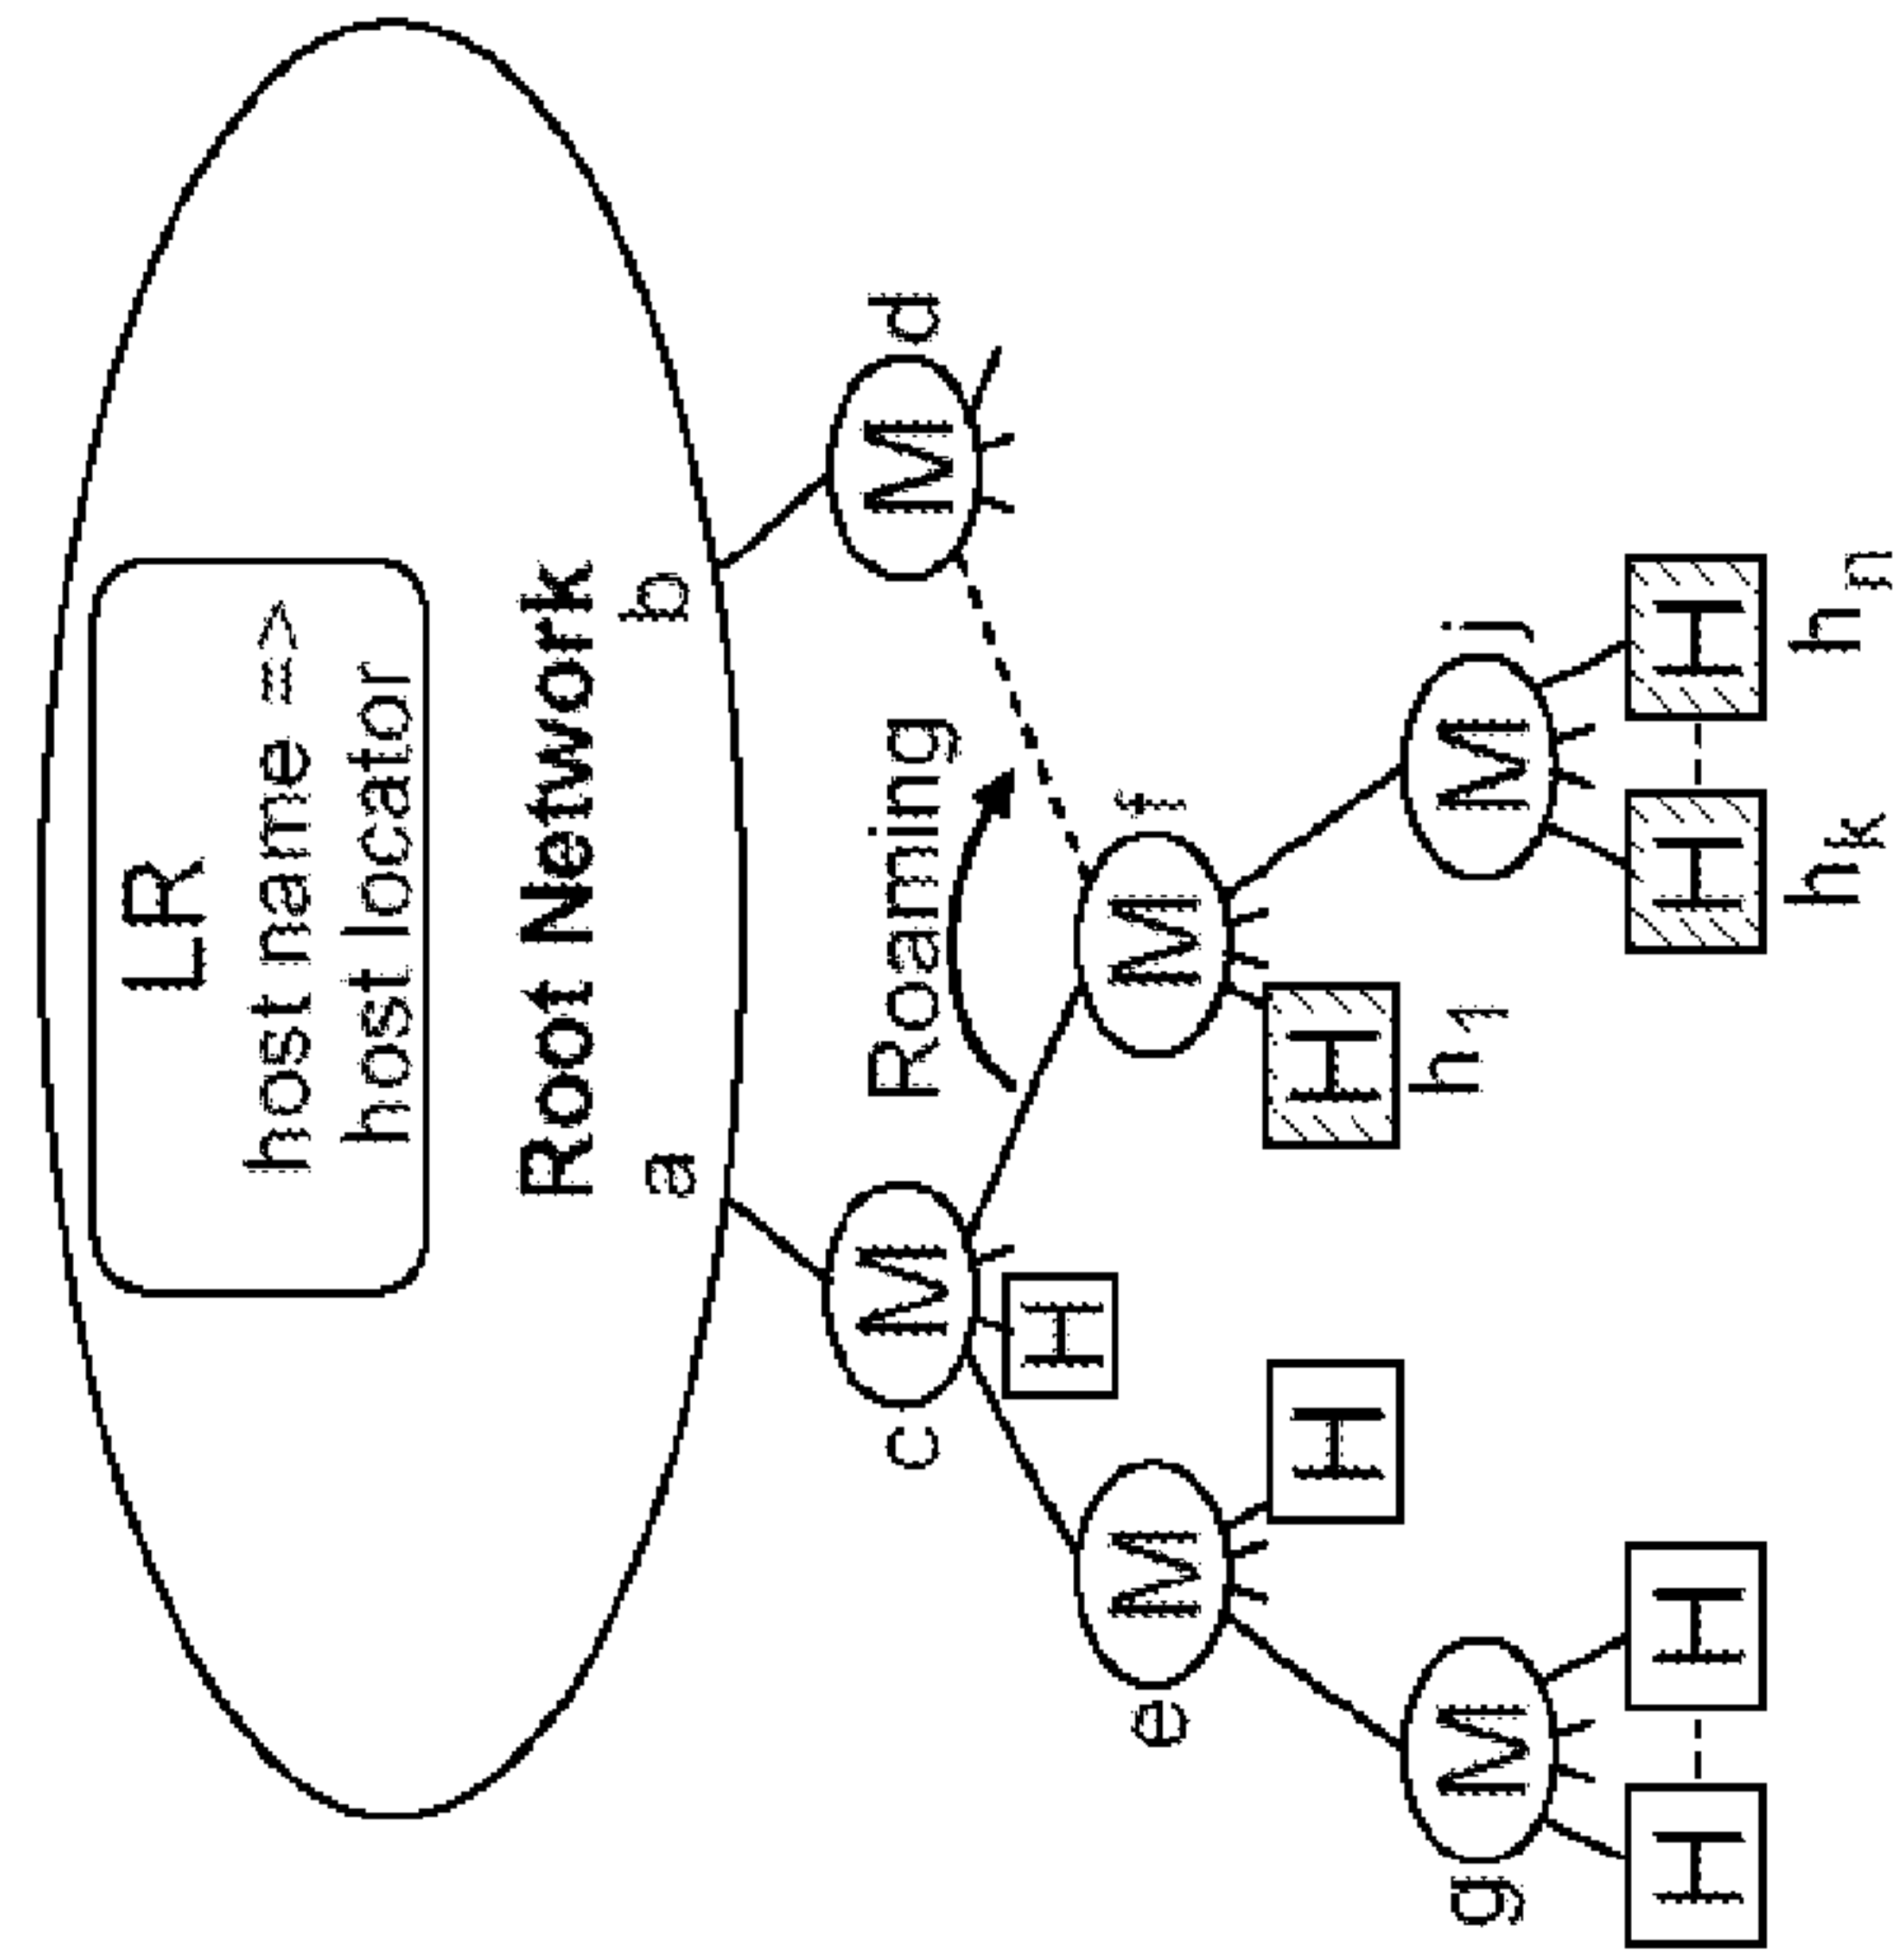 LR
host name =>
host locator
Root Network
a
b
c
M
Roaming
M
d
H
e
M
M
f
H
H
h1
g
M
M
j
H
H
H
H
hk
hn